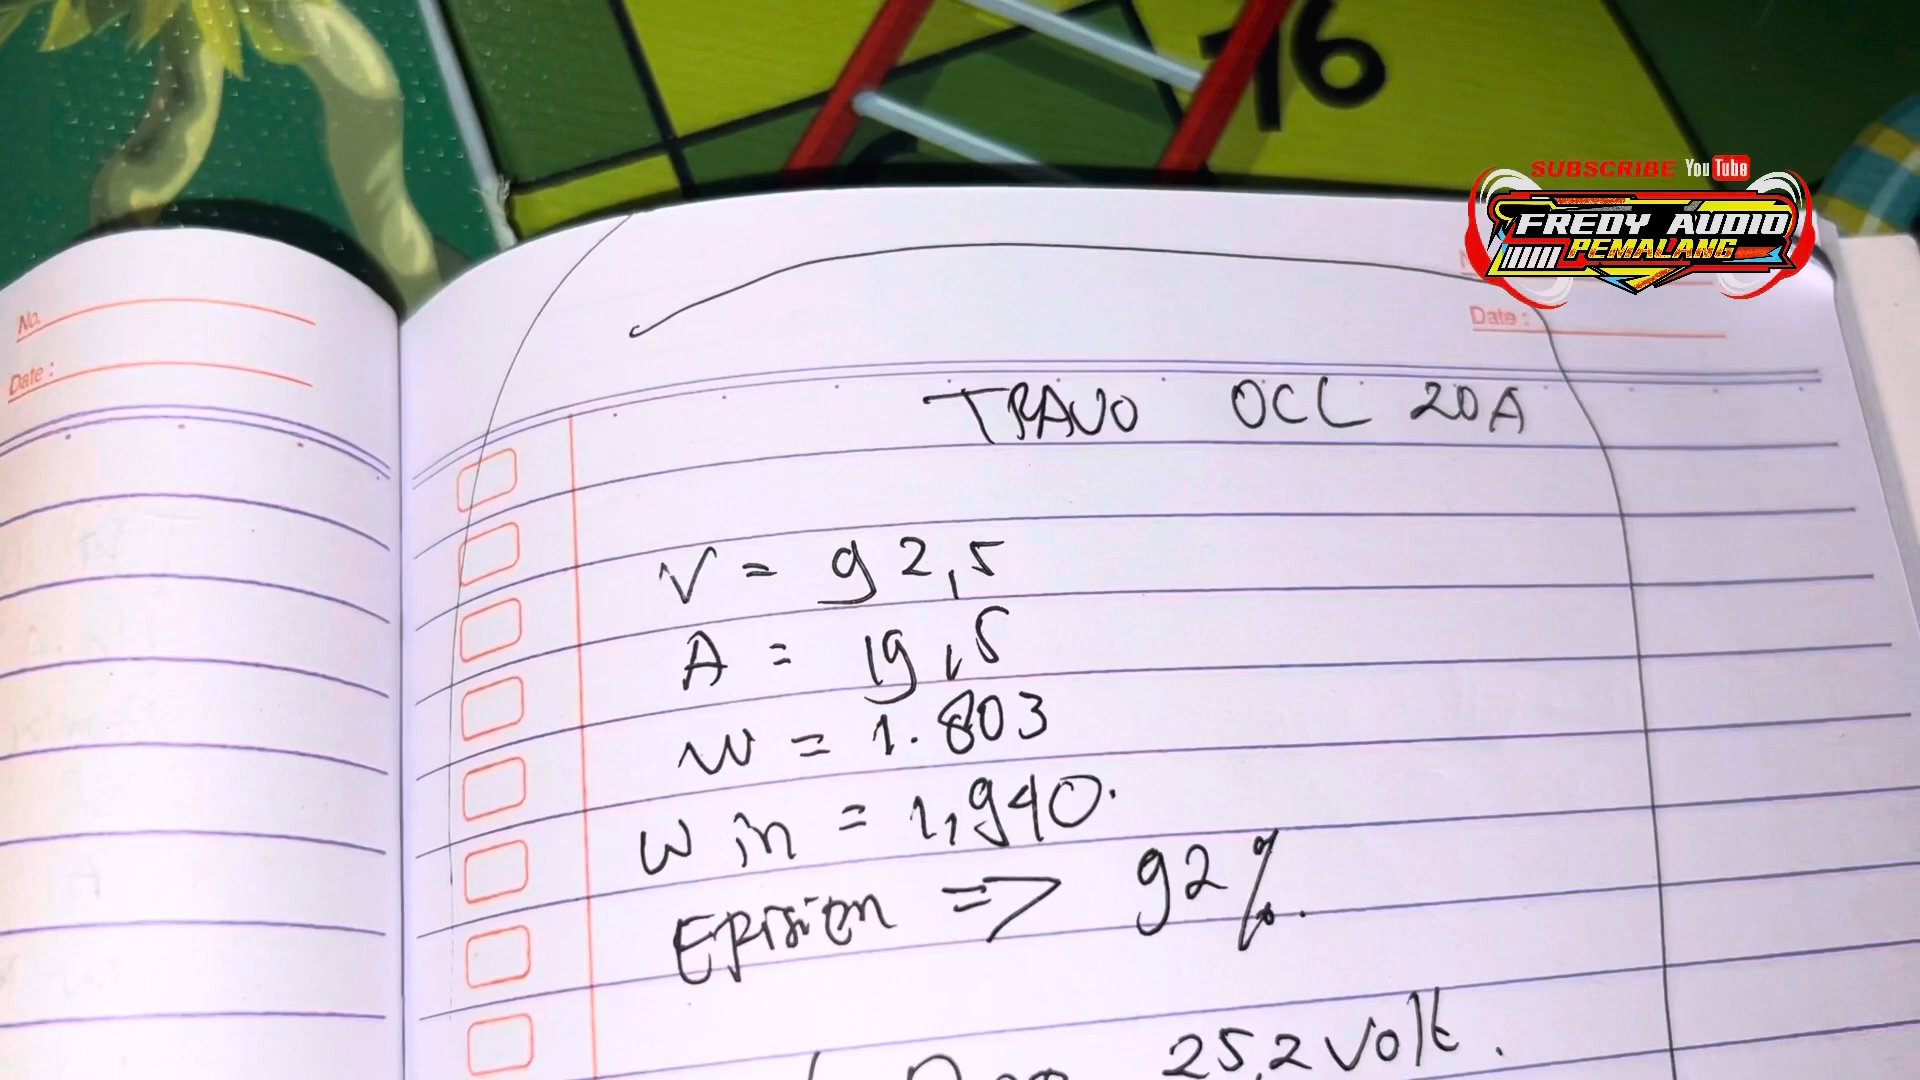 76
SUBSCRIBE YouTube
FREDY AUDIO
PEMALANG
No.
Date :
Date :
TRAVO OCL 20A
V = 92,5
A = 19,5
W = 1.803
W in = 1,940.
EFISIEN => 92%.
25,2 Volt.